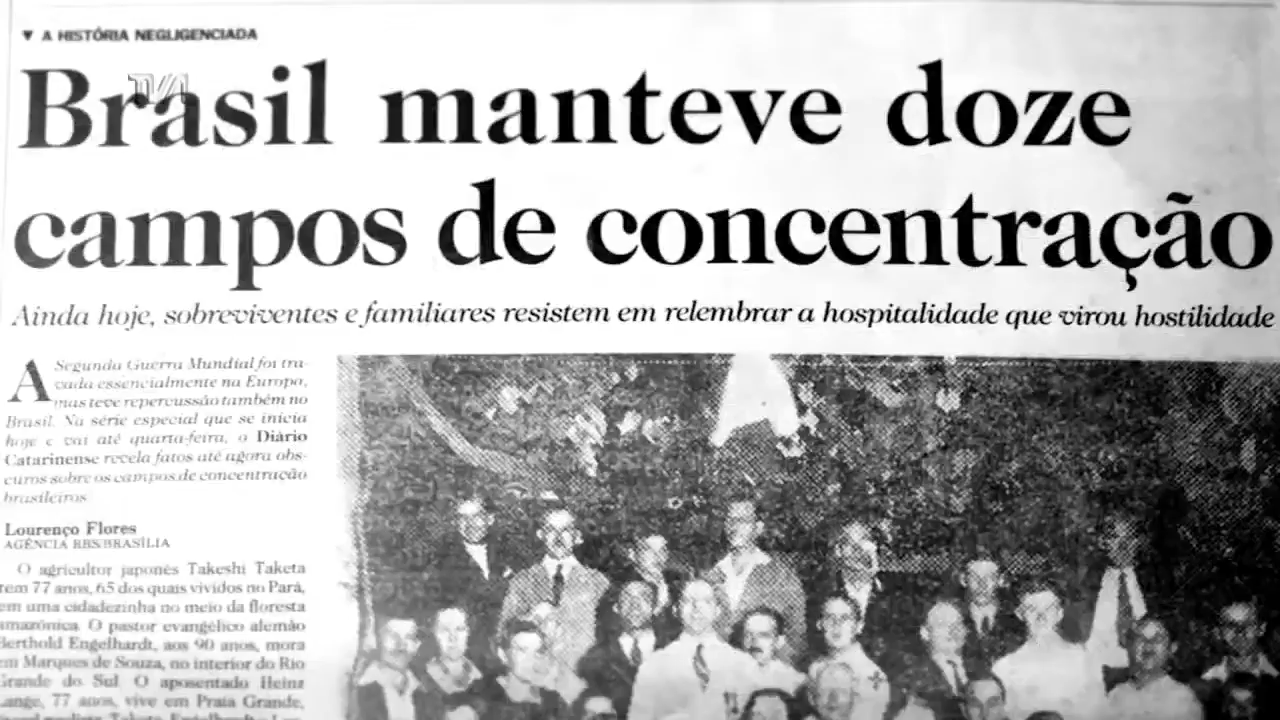 ▼ A HISTÓRIA NEGLIGENCIADA
Brasil manteve doze
campos de concentração
Ainda hoje, sobreviventes e familiares resistem em relembrar a hospitalidade que virou hostilidade
A Segunda Guerra Mundial foi tra-
vada essencialmente na Europa,
mas teve repercussão também no
Brasil. Na série especial que se inicia
hoje e vai até quarta-feira, o Diário
Catarinense revela fatos até agora obs-
curos sobre os campos de concentração
brasileiros
Lourenço Flores
AGÊNCIA RBS/BRASÍLIA
O agricultor japonês Takeshi Taketa
tem 77 anos, 65 dos quais vividos no Pará,
em uma cidadezinha no meio da floresta
amazônica. O pastor evangélico alemão
Berthold Engelhardt, aos 90 anos, mora
em Marques de Souza, no interior do Rio
Grande do Sul. O aposentado Heinz
Lange, 77 anos, vive em Praia Grande,
Taketa Engelhardt